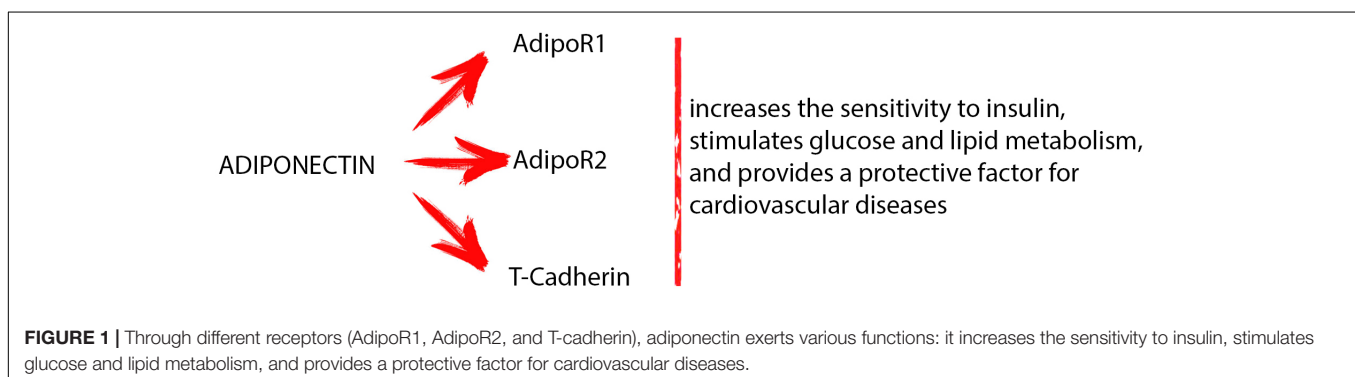 AdipoR1
ADIPONECTIN
AdipoR2
T-Cadherin
increases the sensitivity to insulin,
stimulates glucose and lipid metabolism,
and provides a protective factor for
cardiovascular diseases
FIGURE 1 | Through different receptors (AdipoR1, AdipoR2, and T-cadherin), adiponectin exerts various functions: it increases the sensitivity to insulin, stimulates
glucose and lipid metabolism, and provides a protective factor for cardiovascular diseases.